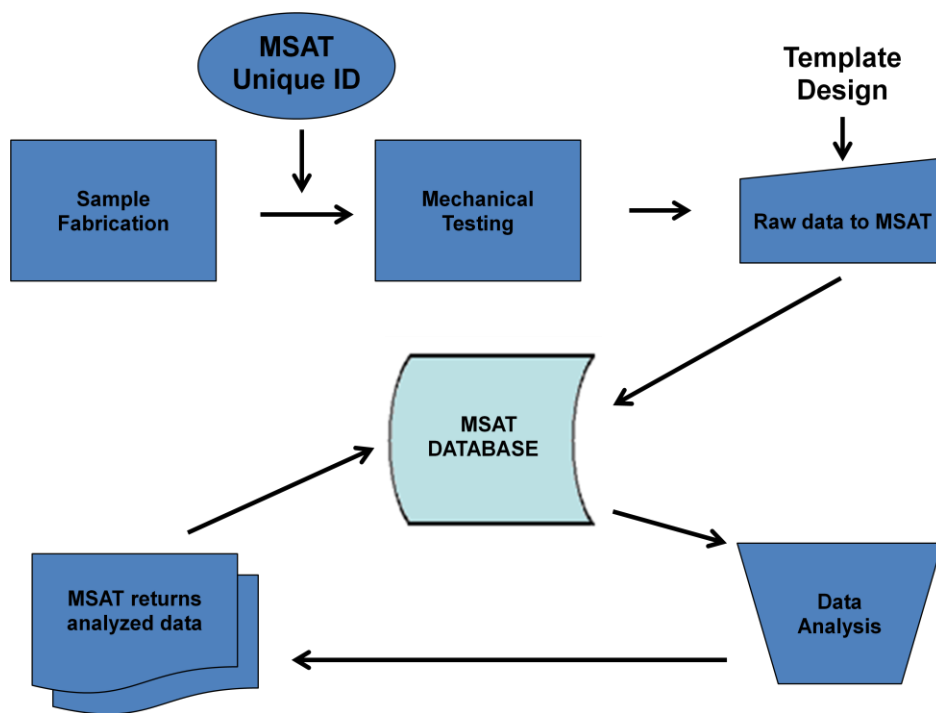 MSAT
Unique ID
Template
Design
Sample
Fabrication
Mechanical
Testing
Raw data to MSAT
MSAT
DATABASE
MSAT returns
analyzed data
Data
Analysis